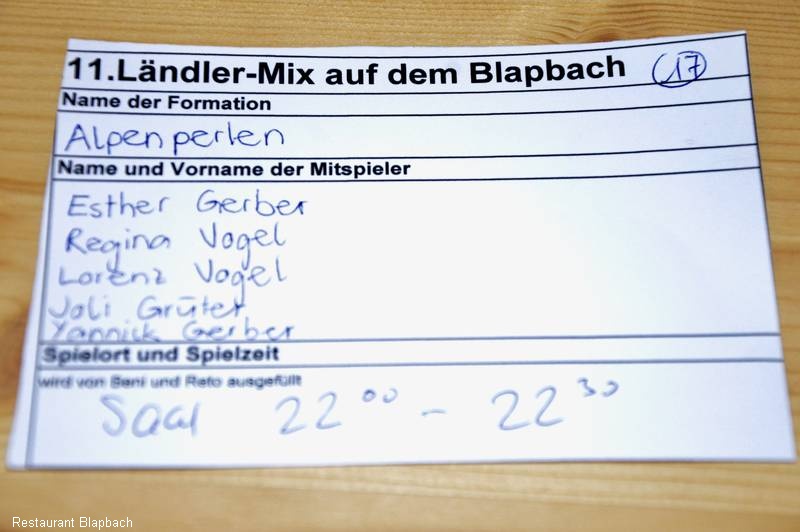 11.Ländler-Mix auf dem Blapbach 17
Name der Formation
Alpenperlen
Name und Vorname der Mitspieler
Esther Gerber
Regina Vogel
Lorenz Vogel
Joli Grüter
Yannick Gerber
Spielort und Spielzeit
wird von Beni und Reto ausgefüllt
Saal 22⁰⁰ - 22³⁰
Restaurant Blapbach